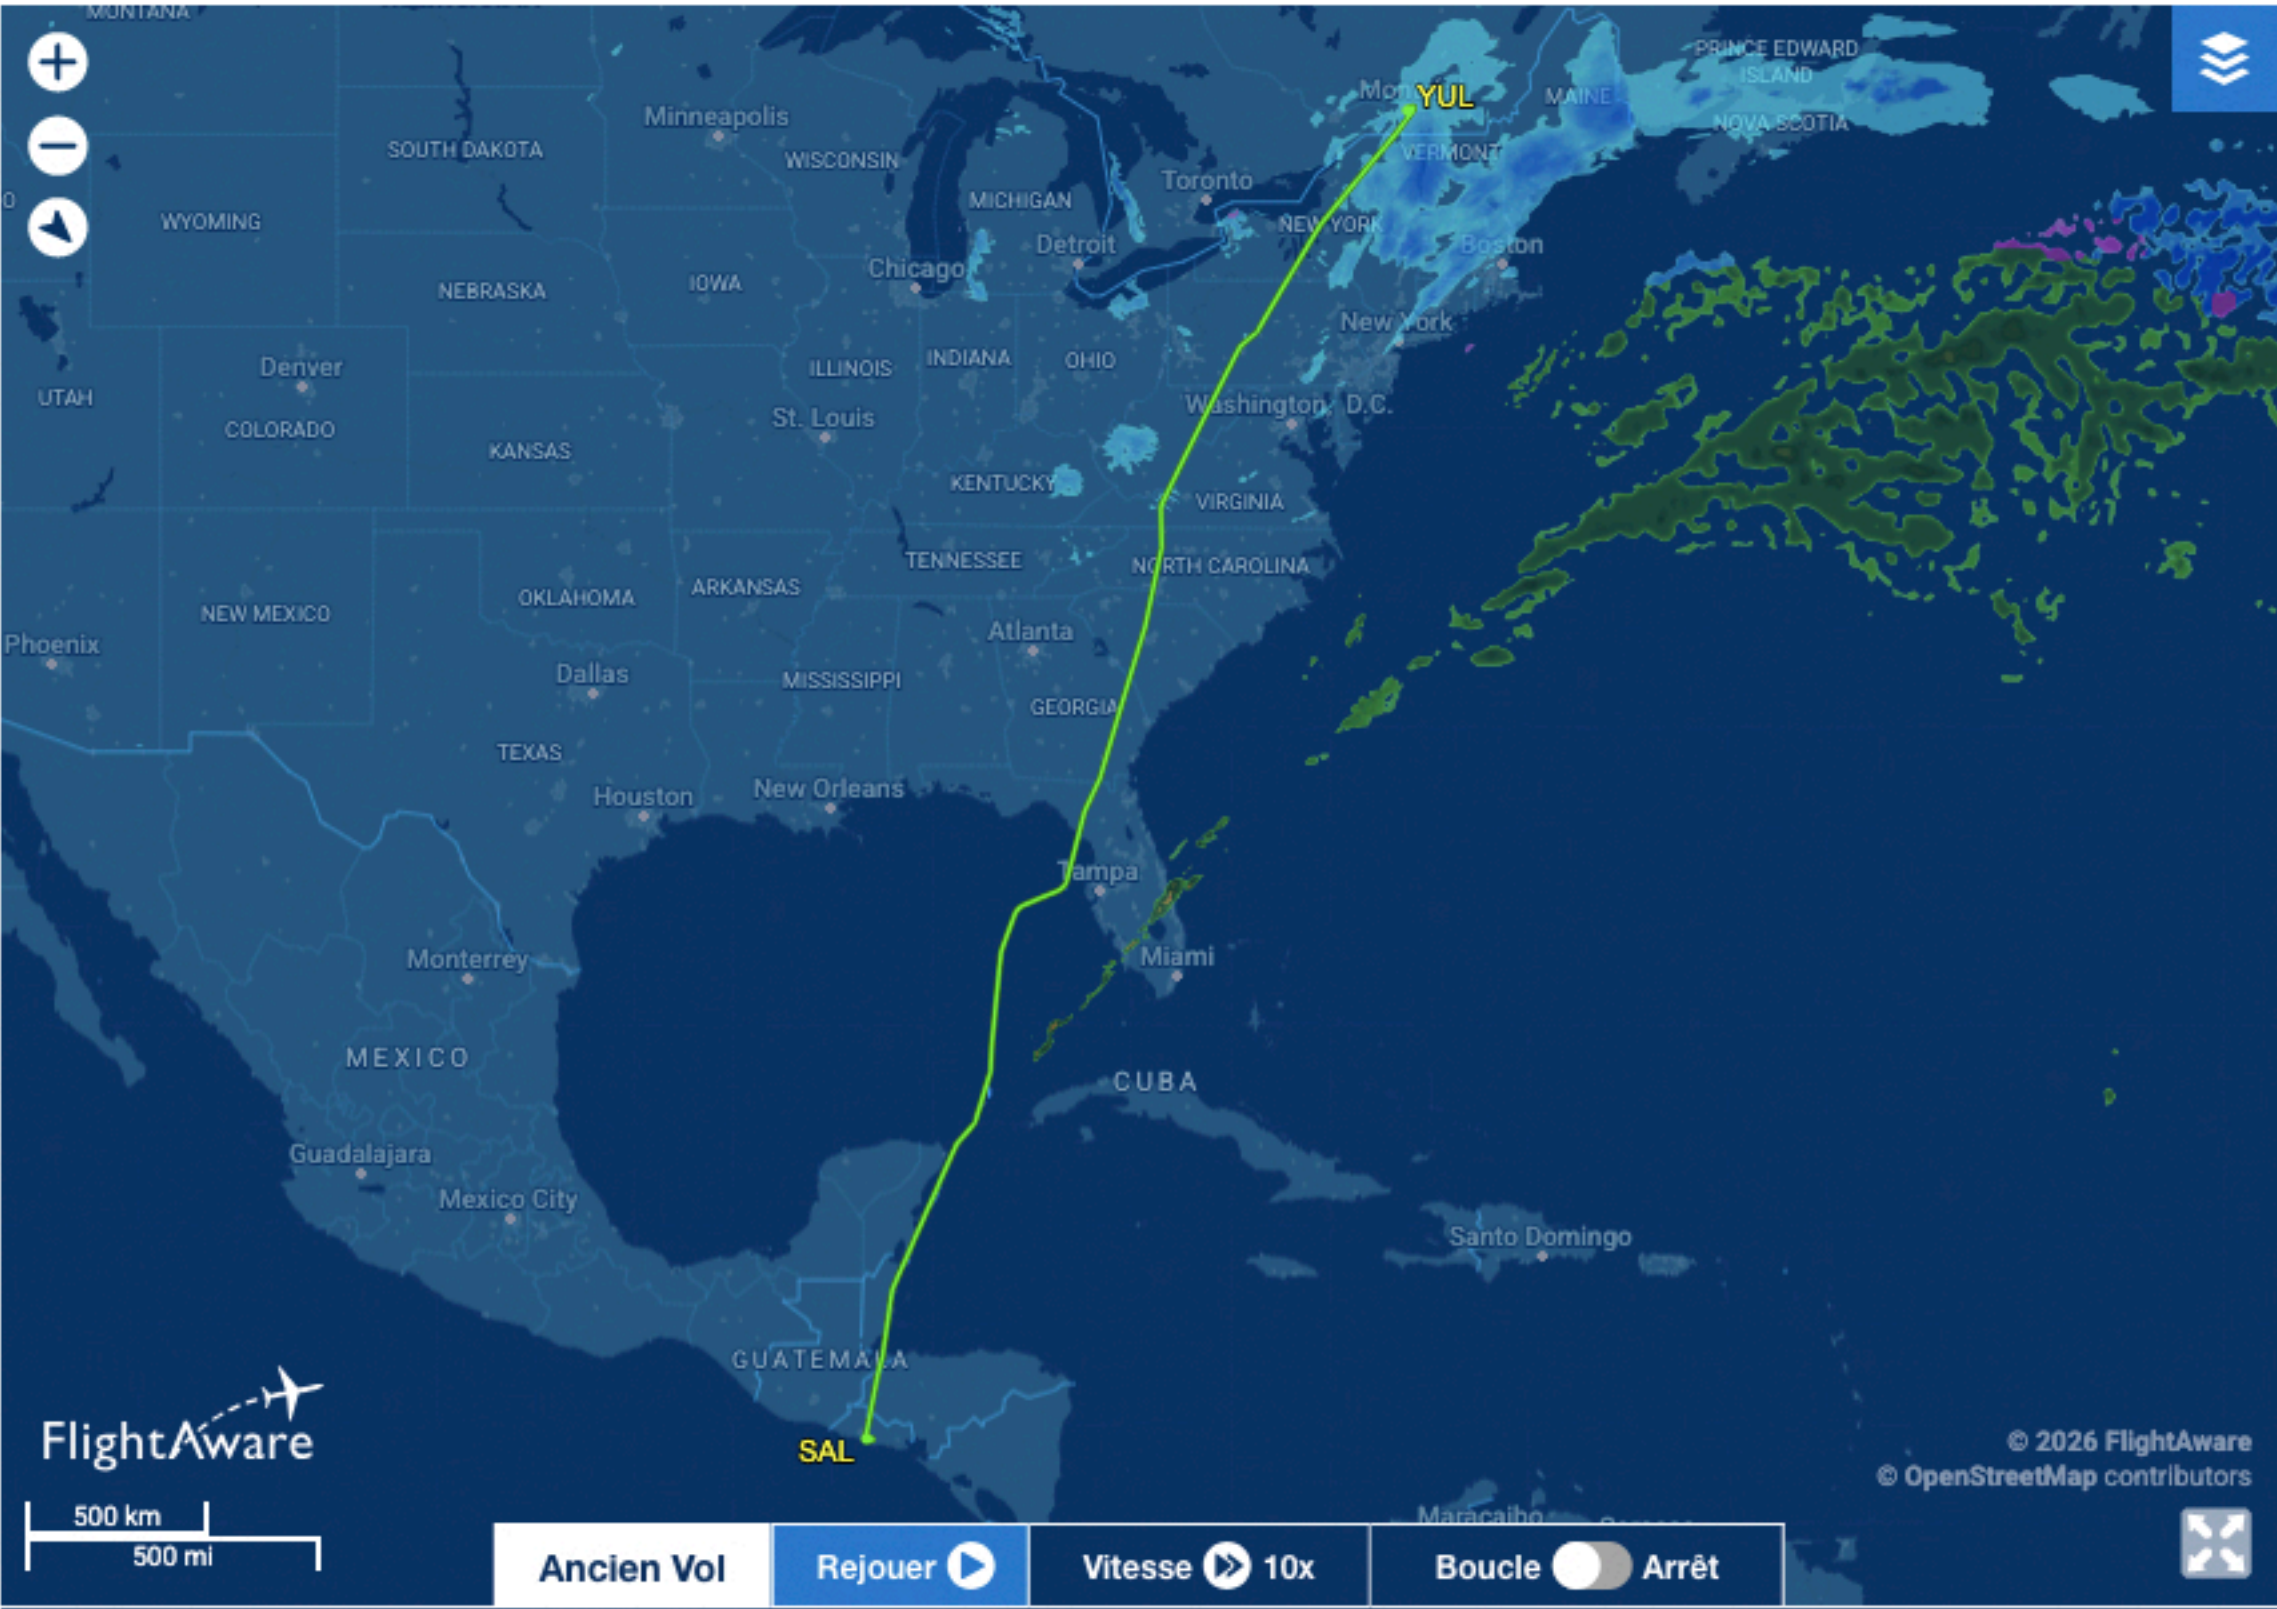 MONTANA
PRINCE EDWARD
ISLAND
YUL
MAINE
Minneapolis
NOVA SCOTIA
SOUTH DAKOTA
WISCONSIN
VERMONT
Toronto
MICHIGAN
WYOMING
NEW YORK
Detroit
Boston
Chicago
IOWA
NEBRASKA
New York
INDIANA
OHIO
Denver
ILLINOIS
UTAH
Washington, D.C.
St. Louis
COLORADO
KANSAS
KENTUCKY
VIRGINIA
TENNESSEE
NORTH CAROLINA
ARKANSAS
OKLAHOMA
NEW MEXICO
Atlanta
Phoenix
Dallas
MISSISSIPPI
GEORGIA
TEXAS
New Orleans
Houston
Tampa
Miami
Monterrey
MEXICO
CUBA
Guadalajara
Mexico City
Santo Domingo
GUATEMALA
SAL
FlightAware
© 2026 FlightAware
© OpenStreetMap contributors
500 km
500 mi
Maracaibo
Ancien Vol
Rejouer
Vitesse 10x
Boucle Arrêt